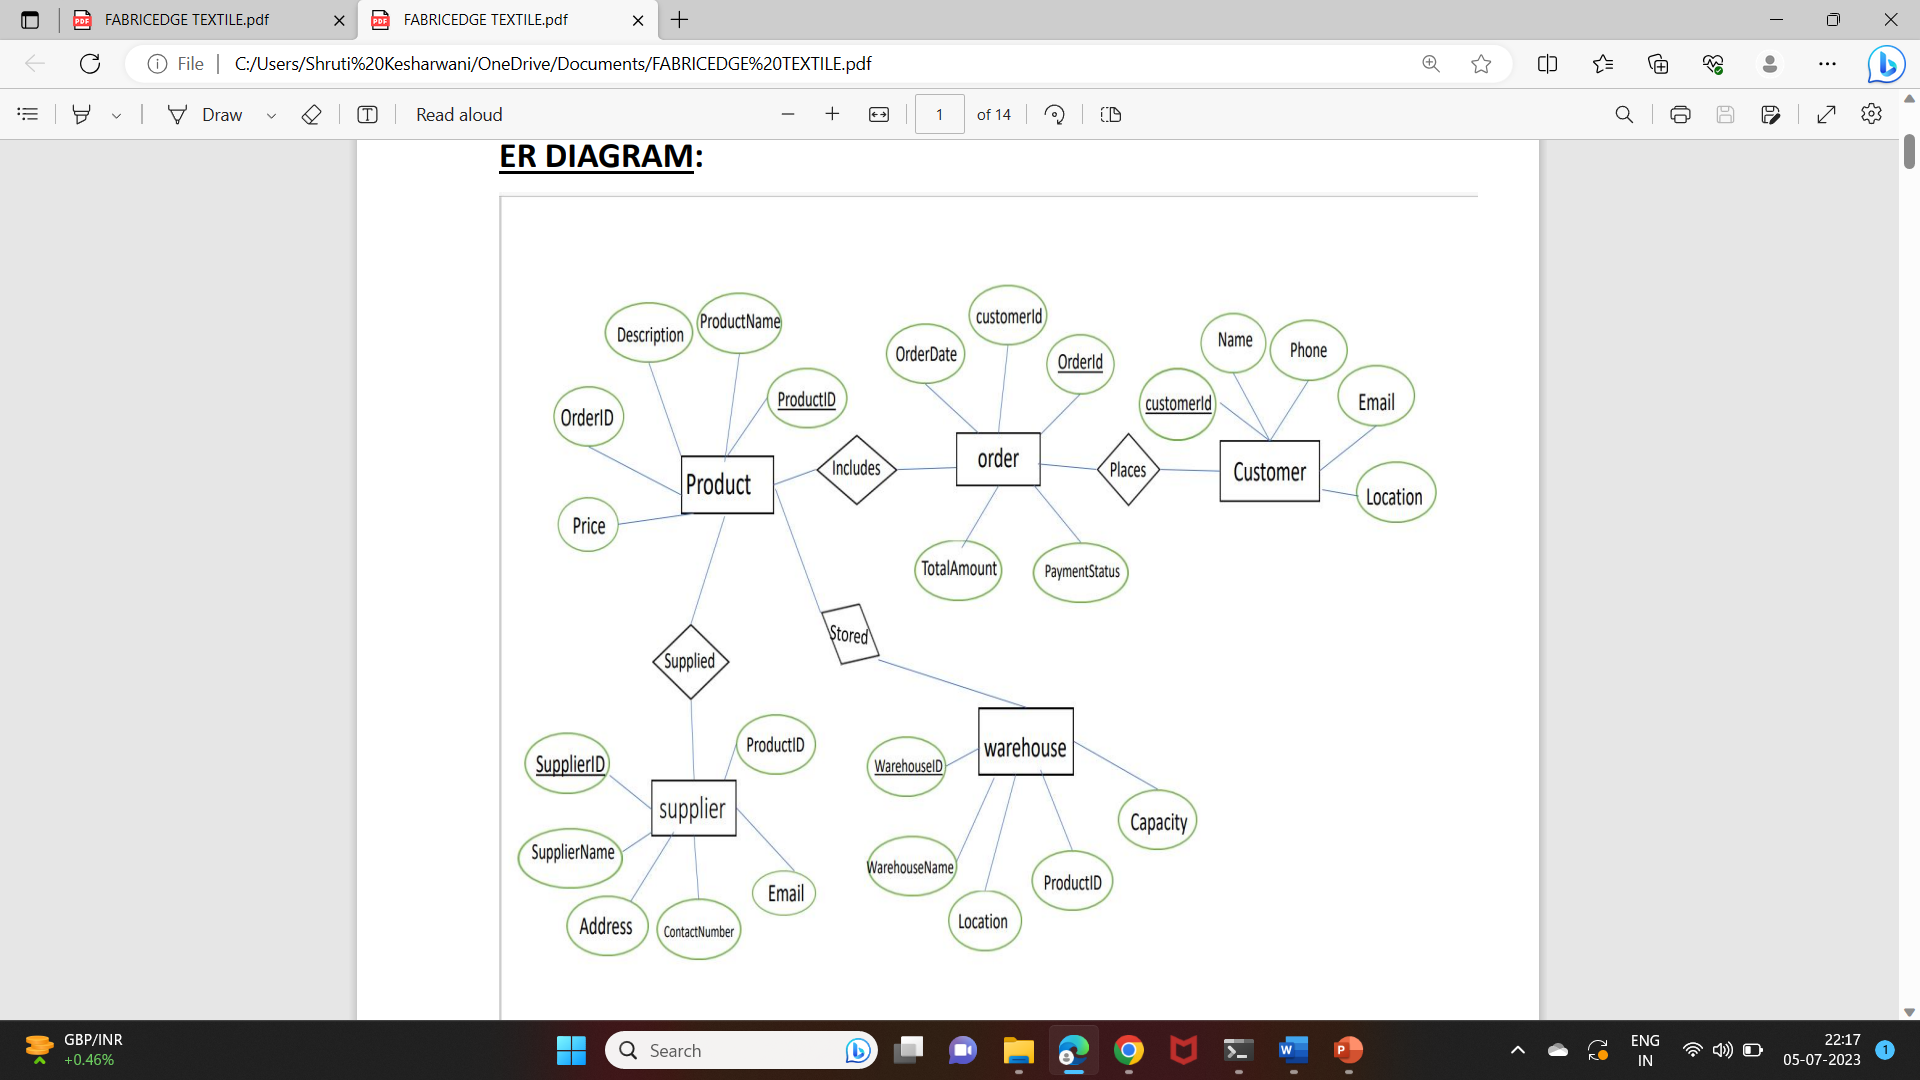 FABRICEDGE TEXTILE.pdf
FABRICEDGE TEXTILE.pdf
File
C:/Users/Shruti%20Kesharwani/OneDrive/Documents/FABRICEDGE%20TEXTILE.pdf
Draw
Read aloud
1
of 14
ER DIAGRAM:
Description
ProductName
OrderID
ProductID
Price
Product
Includes
OrderDate
customerId
OrderId
order
TotalAmount
PaymentStatus
Places
customerId
Name
Phone
Email
Location
Customer
Supplied
Stored
SupplierID
ProductID
supplier
SupplierName
Address
ContactNumber
Email
warehouse
WarehouseID
WarehouseName
Location
ProductID
Capacity
GBP/INR
+0.46%
Search
ENG
IN
22:17
05-07-2023
1